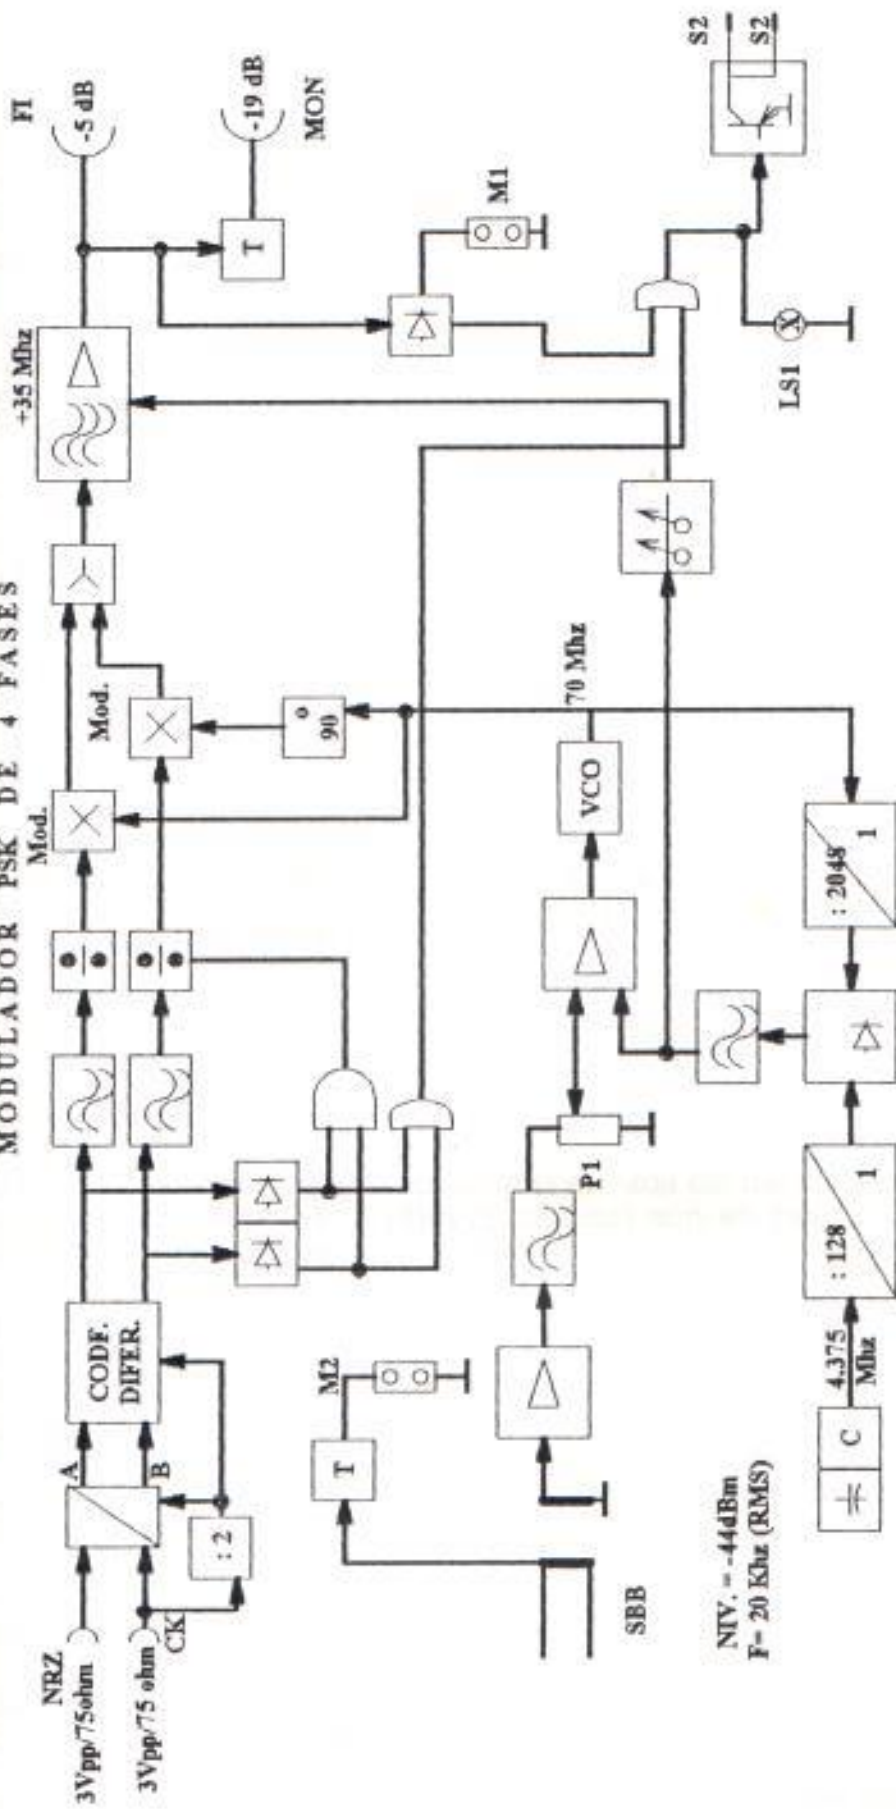 MODULADOR PSK DE 4 FASES
NRZ
3Vpp/75ohm
3Vpp/75 ohm
CK
A
B
: 2
CODF.
DIFER.
Mod.
Mod.
90
+35 Mhz
FI
-5 dB
T
-19 dB
MON
M1
M2
T
SBB
P1
VCO
70 Mhz
LS1
X
S2
S2
NIV. = -44dBm
F= 20 Khz (RMS)
C
4.375
Mhz
: 128
1
: 2048
1